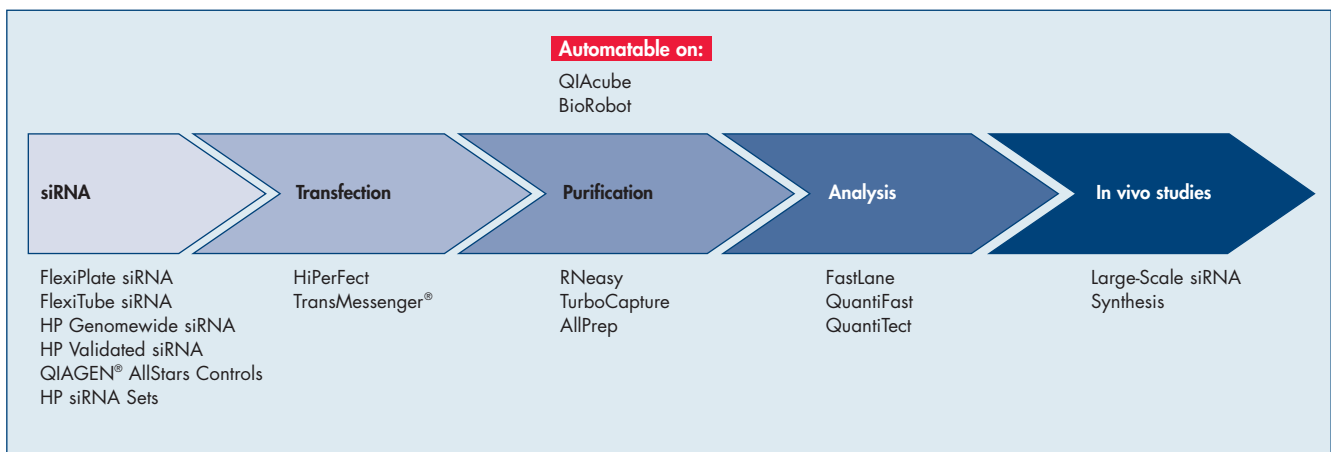 Automatable on:
QIAcube
BioRobot
siRNA
Transfection
Purification
Analysis
In vivo studies
FlexiPlate siRNA
FlexiTube siRNA
HP Genomewide siRNA
HP Validated siRNA
QIAGEN® AllStars Controls
HP siRNA Sets
HiPerFect
TransMessenger®
RNeasy
TurboCapture
AllPrep
FastLane
QuantiFast
QuantiTect
Large-Scale siRNA
Synthesis